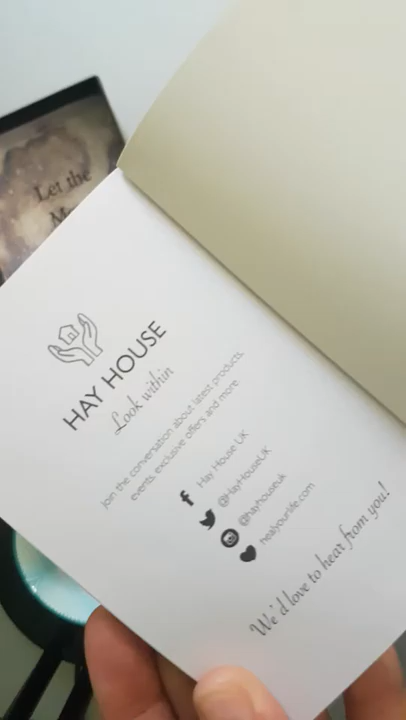 Let the
HAY HOUSE
Look within
Join the conversation about latest products,
events, exclusive offers and more.
Hay House UK
@HayHouseUK
@hayhouseuk
healyourlife.com
We'd love to hear from you!